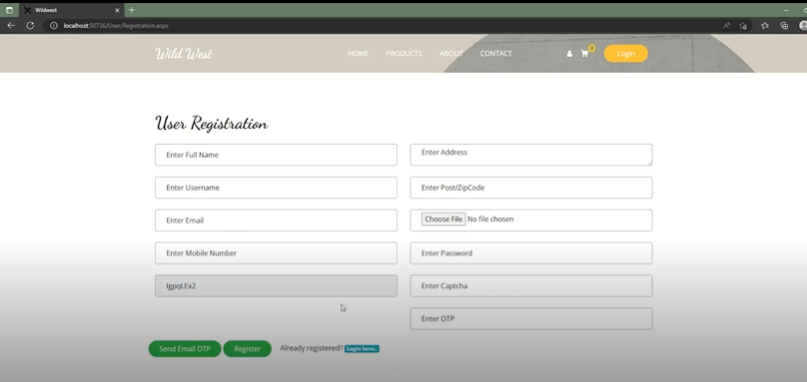 Wildwest
localhost:50736/User/Registration.aspx
Wild West
HOME PRODUCTS ABOUT CONTACT
0
Login
User Registration
Enter Full Name
Enter Address
Enter Username
Enter Post/ZipCode
Enter Email
Choose File No file chosen
Enter Mobile Number
Enter Password
Enter Captcha
Enter OTP
Send Email OTP
Register
Already registered? Login here..